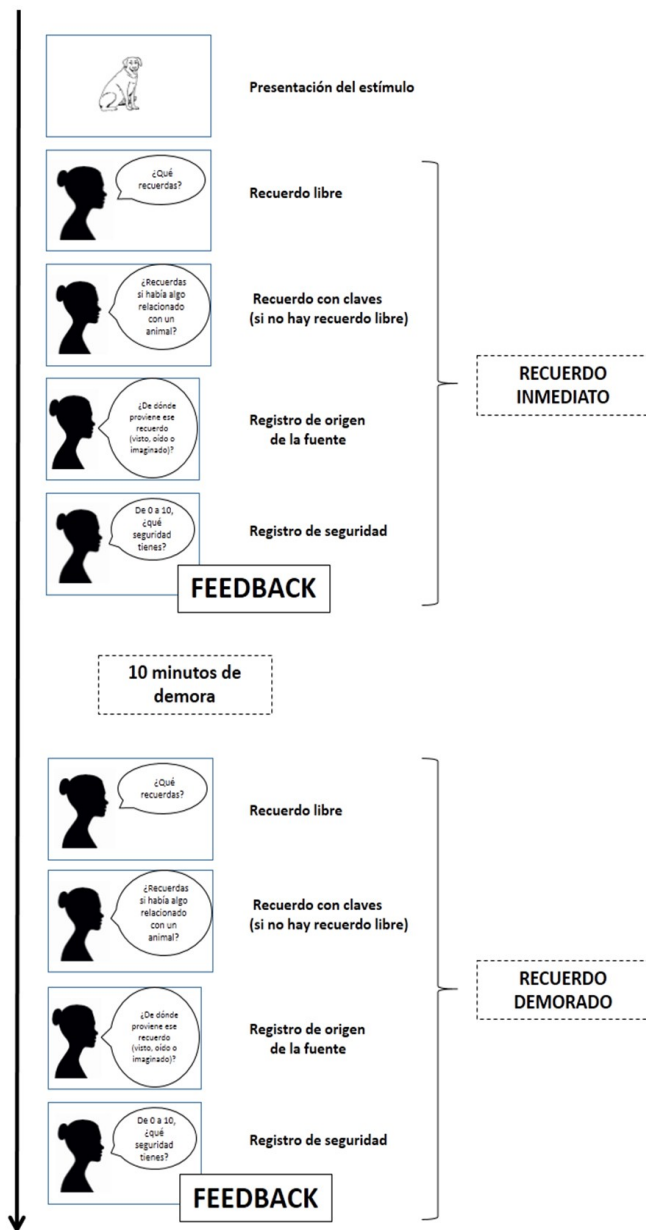 Presentación del estímulo
¿Qué
recuerdas?
Recuerdo libre
¿Recuerdas
si había algo
relacionado
con un
animal?
Recuerdo con claves
(si no hay recuerdo libre)
¿De dónde
proviene ese
recuerdo
(visto, oído o
imaginado)?
Registro de origen
de la fuente
De 0 a 10,
¿qué
seguridad
tienes?
Registro de seguridad
FEEDBACK
RECUERDO
INMEDIATO
10 minutos de
demora
¿Qué
recuerdas?
Recuerdo libre
¿Recuerdas
si había algo
relacionado
con un
animal?
Recuerdo con claves
(si no hay recuerdo libre)
¿De dónde
proviene ese
recuerdo
(visto, oído o
imaginado)?
Registro de origen
de la fuente
De 0 a 10,
¿qué
seguridad
tienes?
Registro de seguridad
FEEDBACK
RECUERDO
DEMORADO